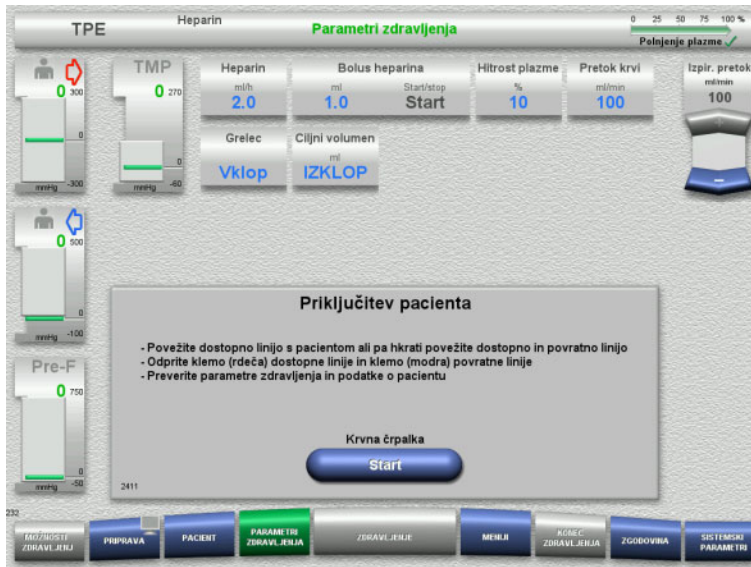 TPE
Heparin
Parametri zdravljenja
0 25 50 75 100 %
Polnjenje plazme
0 300
0
mmHg -300
TMP
0 270
0
mmHg -60
Heparin
ml/h
2.0
Bolus heparina
ml Start/stop
1.0 Start
Hitrost plazme
%
10
Pretok krvi
ml/min
100
Izpir. pretok
ml/min
100
Grelec
Vklop
Ciljni volumen
ml
IZKLOP
0 500
0
mmHg -100
Pre-F
0 750
0
mmHg -50
Priključitev pacienta
- Povežite dostopno linijo s pacientom ali pa hkrati povežite dostopno in povratno linijo
- Odprite klemo (rdeča) dostopne linije in klemo (modra) povratne linije
- Preverite parametre zdravljenja in podatke o pacientu
Krvna črpalka
Start
2411
232
MOŽNOSTI
ZDRAVLJENJ
PRIPRAVA
PACIENT
PARAMETRI
ZDRAVLJENJA
ZDRAVLJENJE
MENIJI
KONEC
ZDRAVLJENJA
ZGODOVINA
SISTEMSKI
PARAMETRI